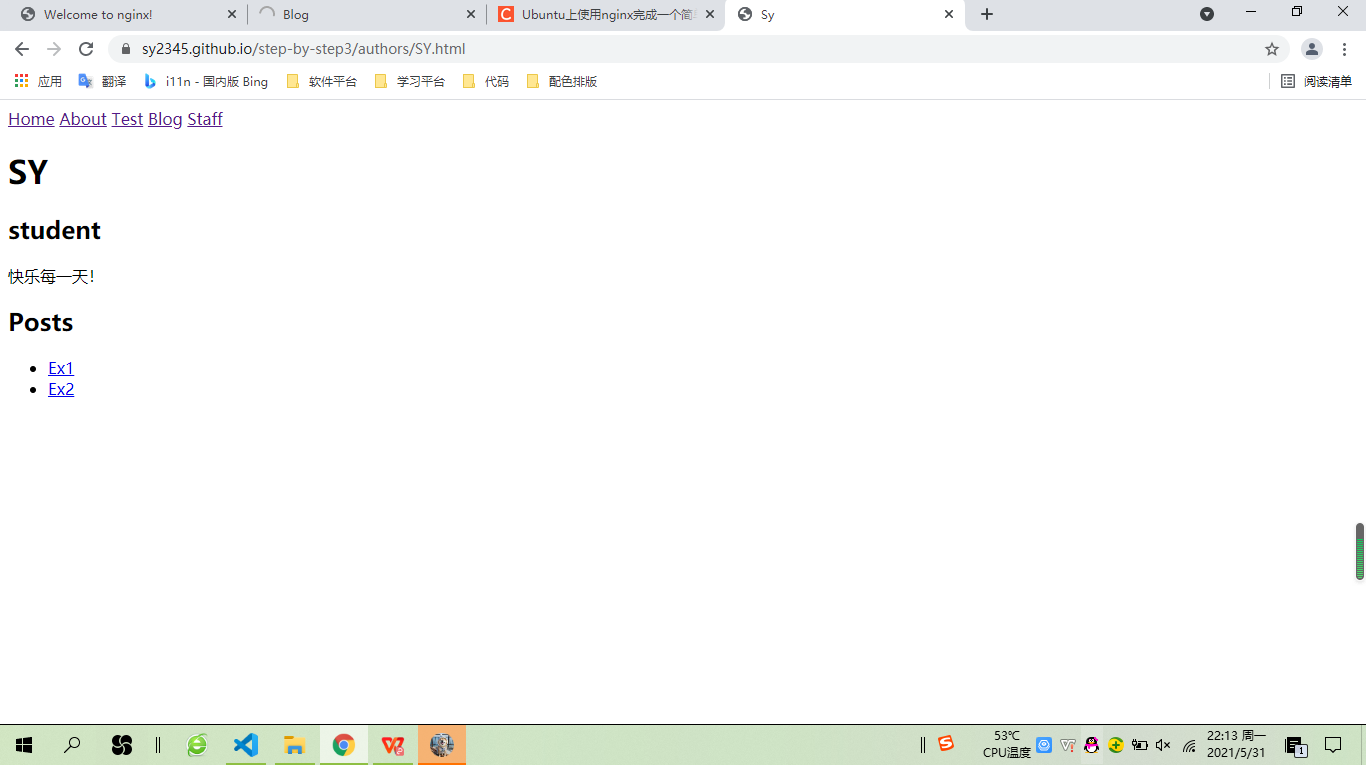 Welcome to nginx!
Blog
Ubuntu上使用nginx完成一个简
Sy
sy2345.github.io/step-by-step3/authors/SY.html
应用 翻译 i11n - 国内版 Bing 软件平台 学习平台 代码 配色排版 阅读清单
Home About Test Blog Staff
SY
student
快乐每一天！
Posts
Ex1
Ex2
53℃
CPU温度
22:13 周一
2021/5/31
1